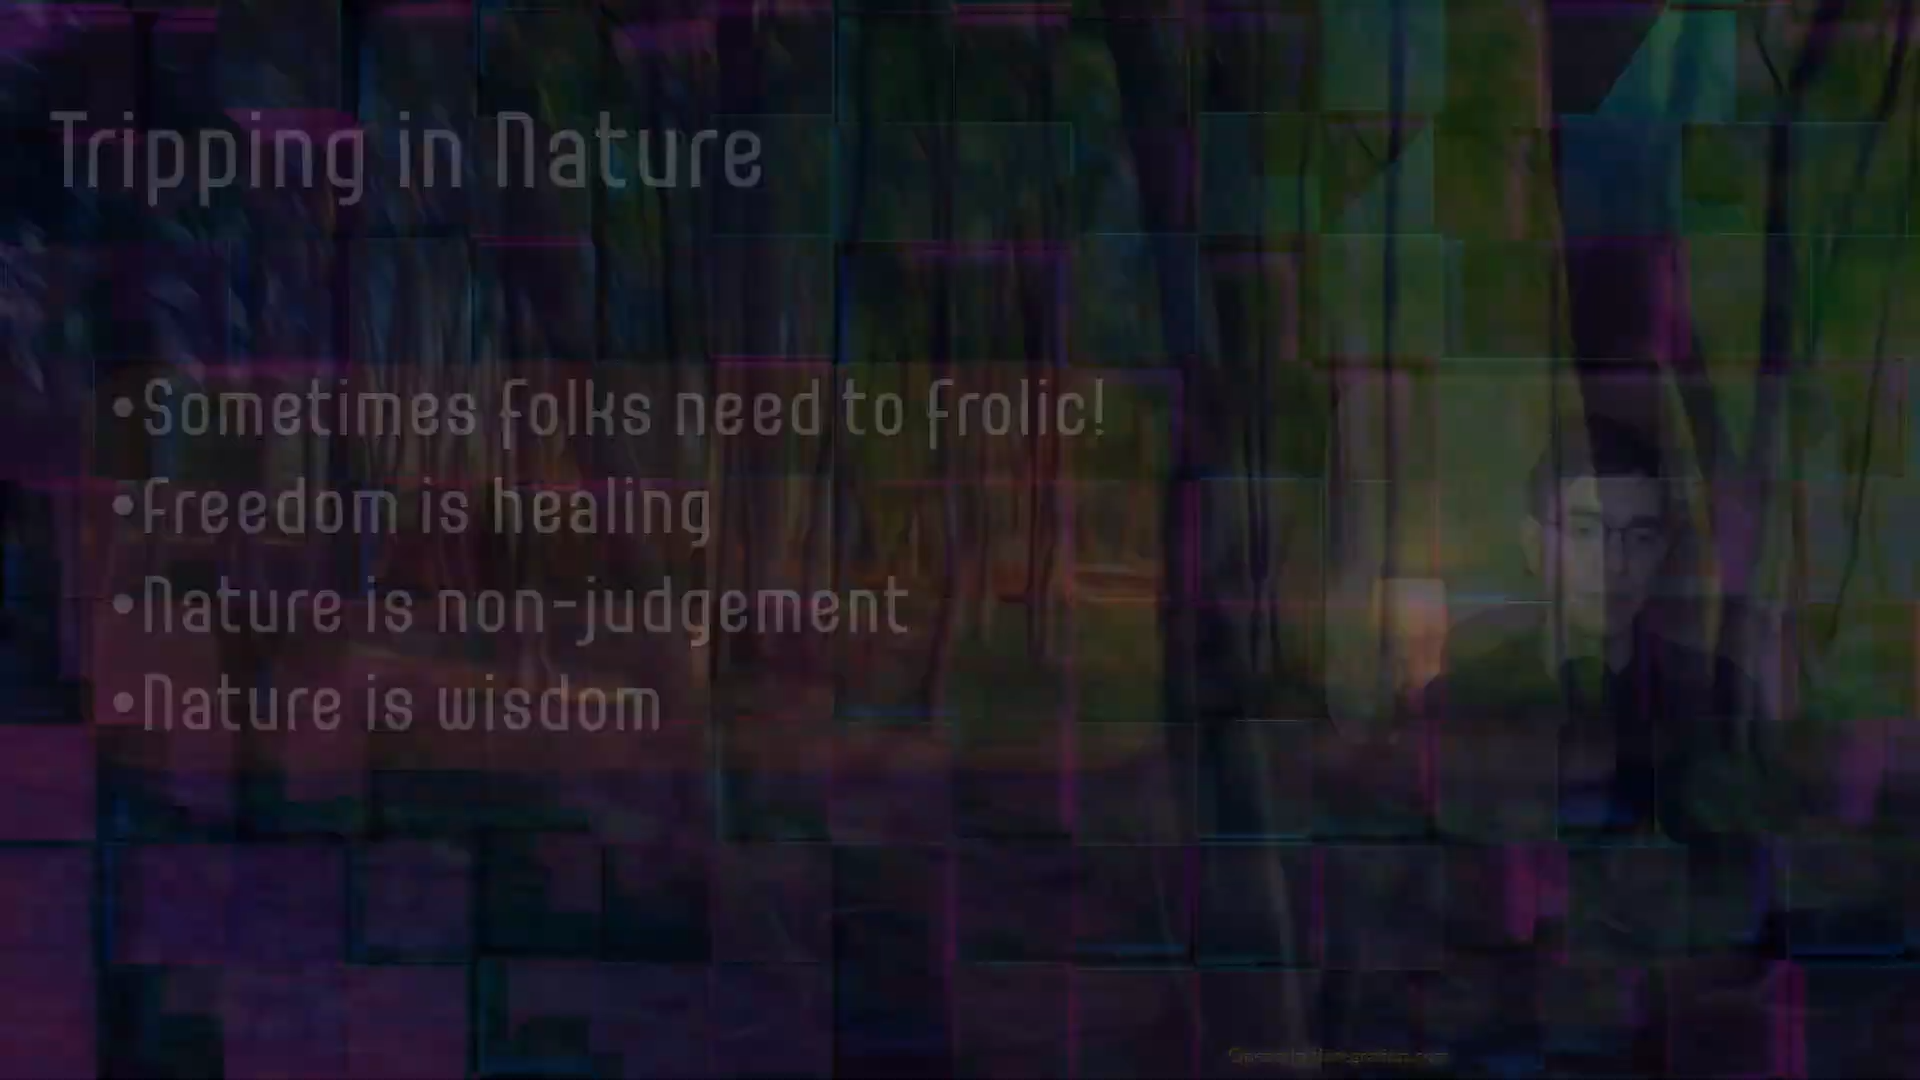 Tripping in Nature
•Sometimes folks need to frolic!
•Freedom is healing
•Nature is non-judgement
•Nature is wisdom